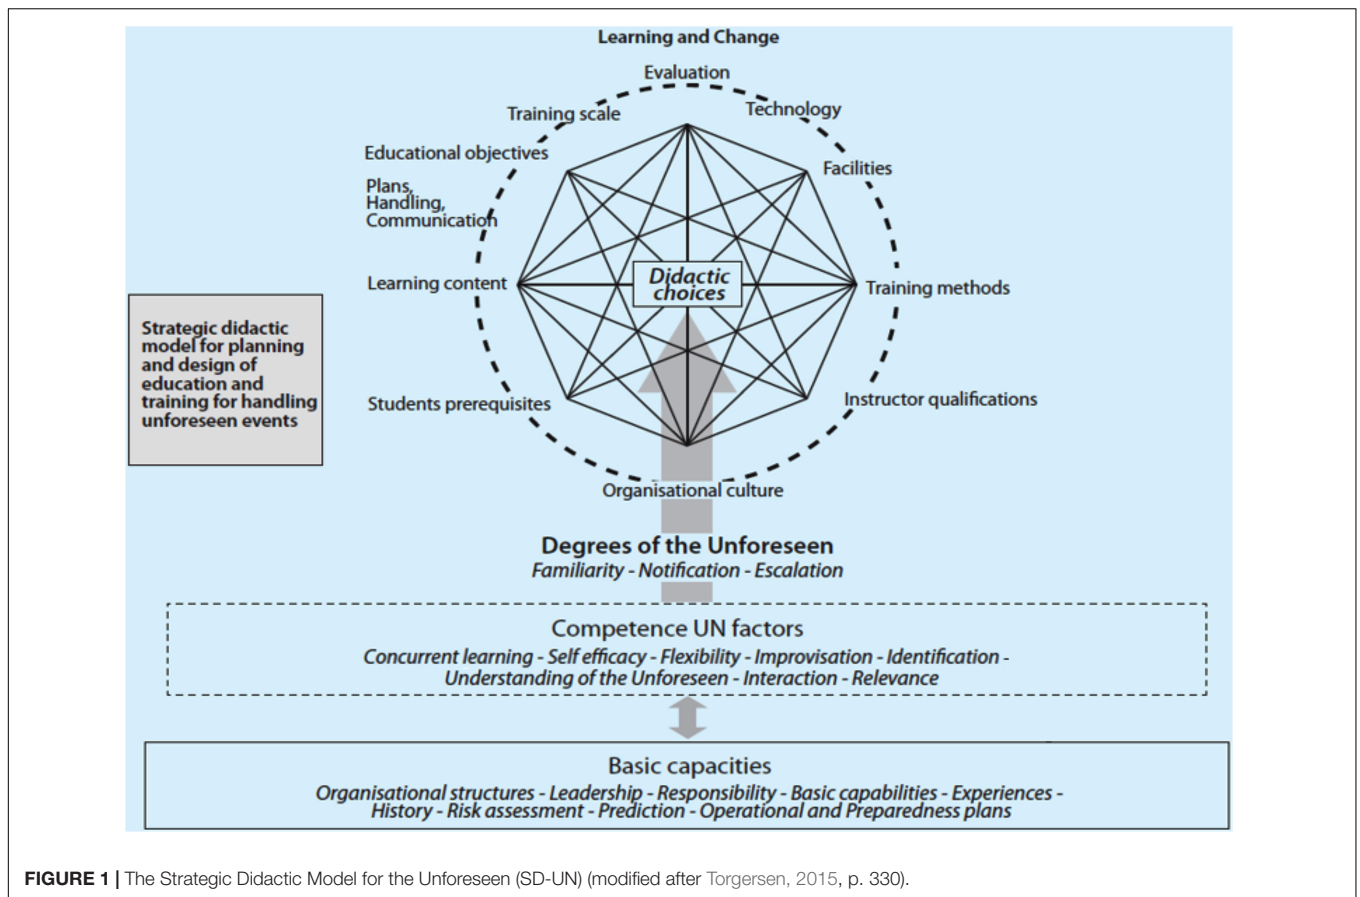 Learning and Change
Evaluation
Training scale
Technology
Educational objectives
Facilities
Plans,
Handling,
Communication
Learning content
Didactic
choices
Training methods
Strategic didactic
model for planning
and design of
education and
training for handling
unforeseen events
Students prerequisites
Instructor qualifications
Organisational culture
Degrees of the Unforeseen
Familiarity - Notification - Escalation
Competence UN factors
Concurrent learning - Self efficacy - Flexibility - Improvisation - Identification -
Understanding of the Unforeseen - Interaction - Relevance
Basic capacities
Organisational structures - Leadership - Responsibility - Basic capabilities - Experiences -
History - Risk assessment - Prediction - Operational and Preparedness plans
FIGURE 1 | The Strategic Didactic Model for the Unforeseen (SD-UN) (modified after Torgersen, 2015, p. 330).